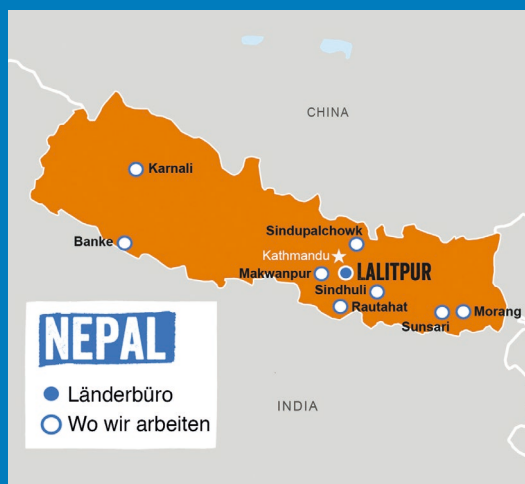 CHINA
Karnali
Sindupalchowk
Banke
Kathmandu
Makwanpur
LALITPUR
Sindhuli
Rautahat
Morang
Sunsari
NEPAL
Länderbüro
Wo wir arbeiten
INDIA